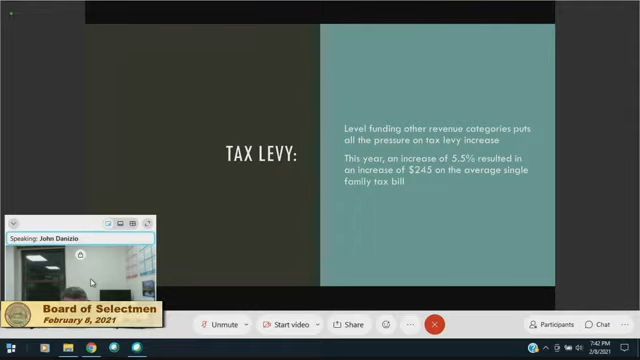 TAX LEVY:
Level funding other revenue categories puts
all the pressure on tax levy increase
This year, an increase of 5.5% resulted in
an increase of $245 on the average single
family tax bill
Speaking: John Danizio
Board of Selectmen
February 8, 2021
Unmute
Start video
Share
Participants
Chat
7:42 PM
2/8/2021